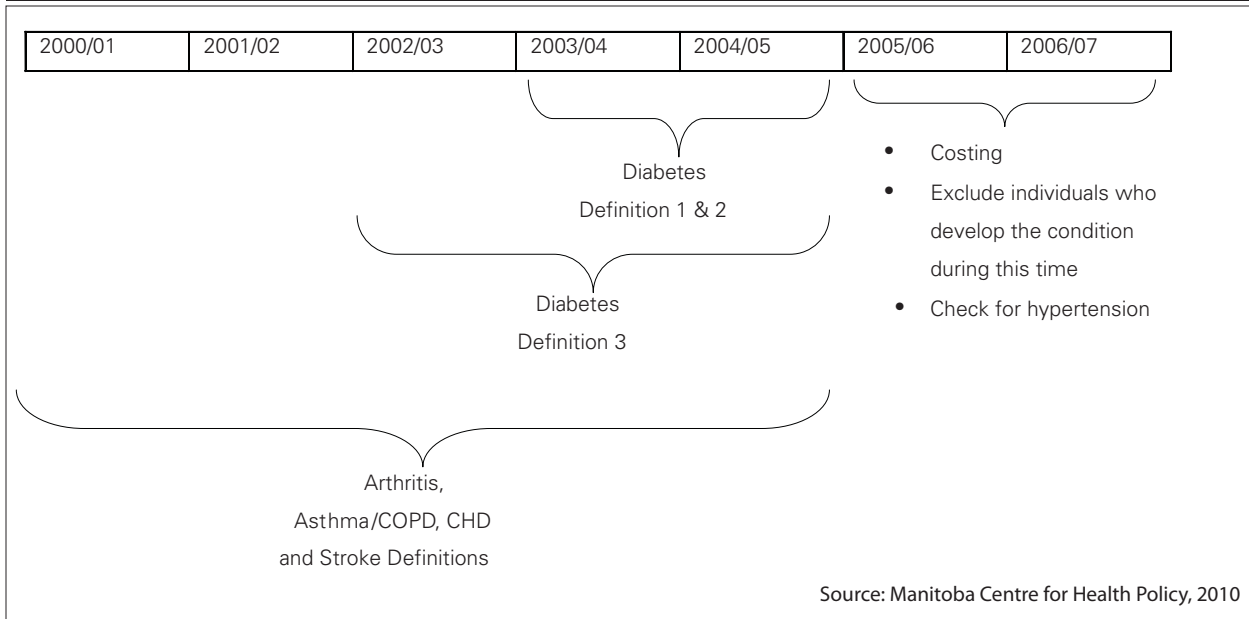 2000/01 2001/02 2002/03 2003/04 2004/05 2005/06 2006/07
Diabetes
Definition 1 & 2
• Costing
• Exclude individuals who
develop the condition
during this time
• Check for hypertension
Diabetes
Definition 3
Arthritis,
Asthma/COPD, CHD
and Stroke Definitions
Source: Manitoba Centre for Health Policy, 2010